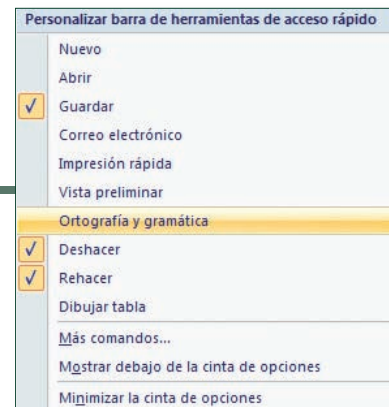 Personalizar barra de herramientas de acceso rápido
Nuevo
Abrir
Guardar
Correo electrónico
Impresión rápida
Vista preliminar
Ortografía y gramática
Deshacer
Rehacer
Dibujar tabla
Más comandos...
Mostrar debajo de la cinta de opciones
Minimizar la cinta de opciones